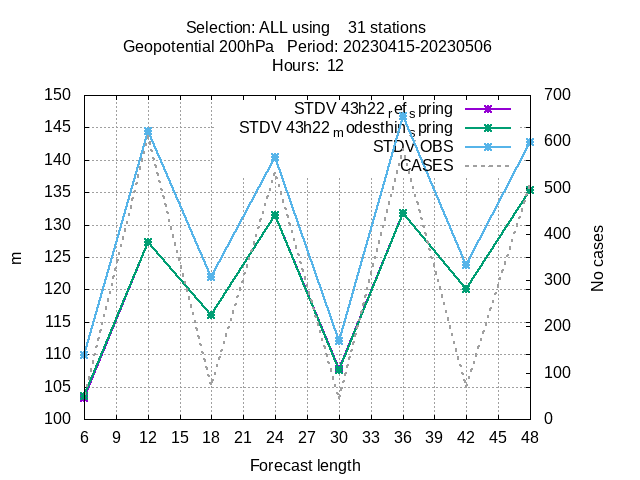 Selection: ALL using    31 stations
Geopotential 200hPa   Period: 20230415-20230506
Hours: 12
STDV 43h22_ref_spring
STDV 43h22_modesthin_spring
STDV OBS
CASES
150
145
140
135
130
125
120
115
110
105
100
m
700
600
500
400
300
200
100
0
No cases
6 9 12 15 18 21 24 27 30 33 36 39 42 45 48
Forecast length